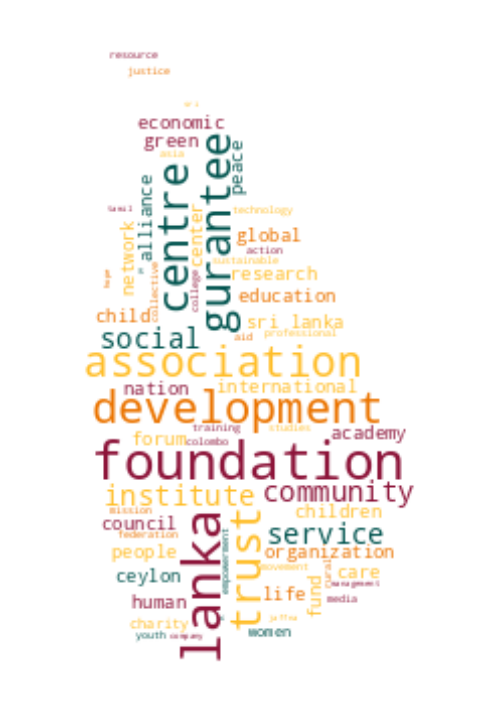 resource
justice
sri
economic
green
asia
peace
centre
gurantee
alliance
center
tamil
technology
network
global
action
sustainable
research
hope
collective
college
education
child
sri lanka
professional
social
aid
association
nation
international
development
training
studies
forum
colombo
academy
foundation
institute
community
mission
children
council
federation
service
lanka
trust
people
organization
empowerment
movement
ceylon
care
rural
management
life
fund
human
media
charity
jaffna
youth
company
women